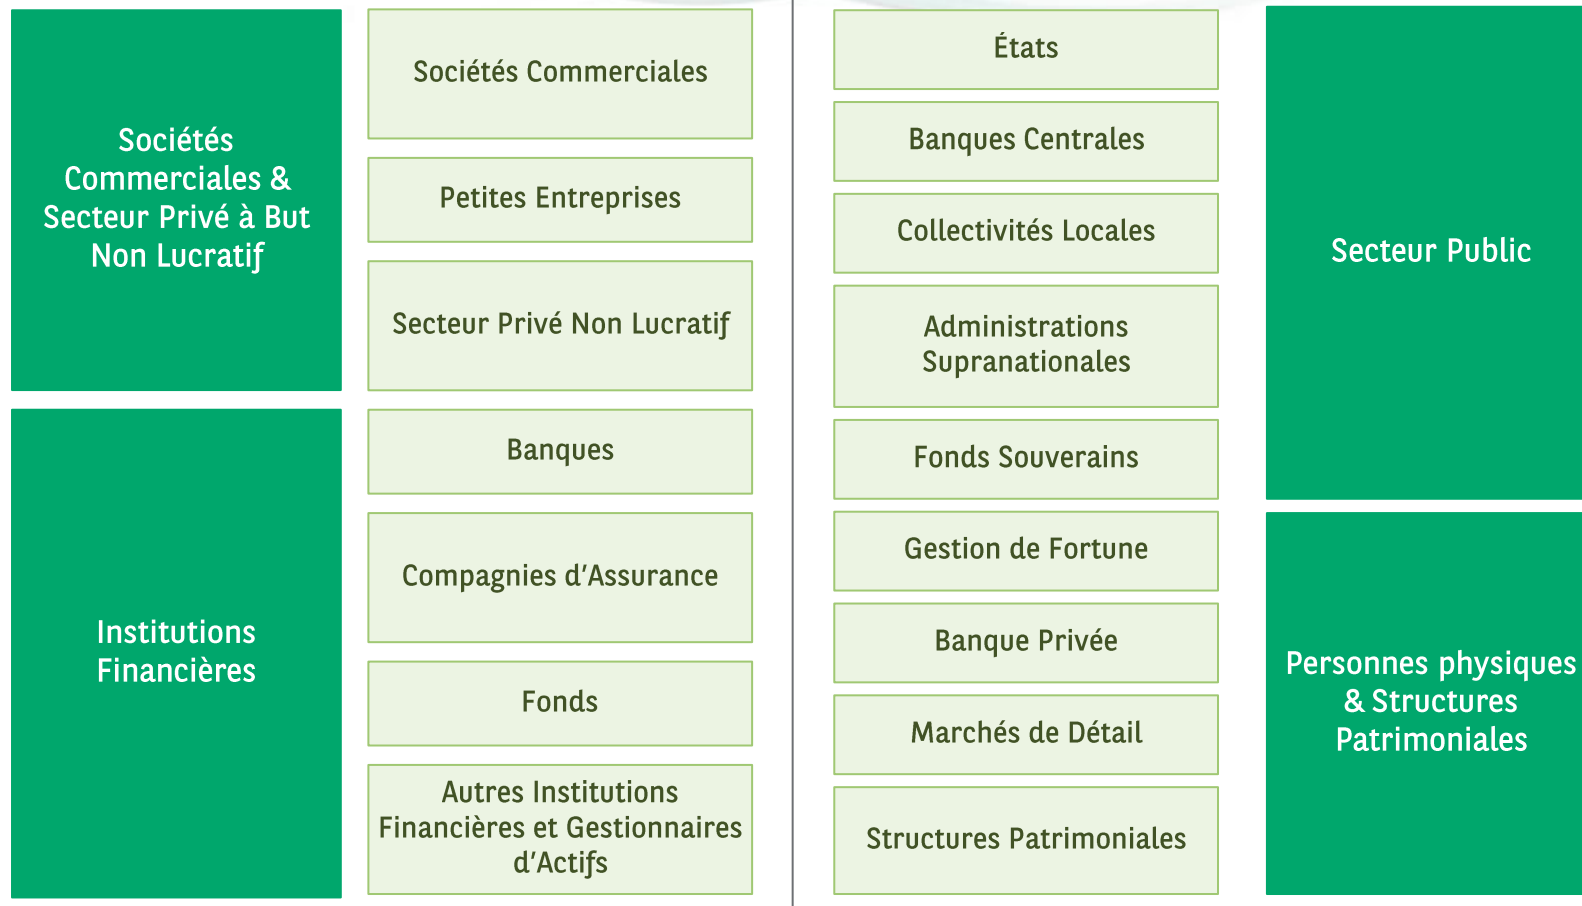 Sociétés
Commerciales &
Secteur Privé à But
Non Lucratif
Sociétés Commerciales
Petites Entreprises
Secteur Privé Non Lucratif
Institutions
Financières
Banques
Compagnies d'Assurance
Fonds
Autres Institutions
Financières et Gestionnaires
d'Actifs
États
Banques Centrales
Collectivités Locales
Administrations
Supranationales
Fonds Souverains
Secteur Public
Gestion de Fortune
Banque Privée
Marchés de Détail
Structures Patrimoniales
Personnes physiques
& Structures
Patrimoniales